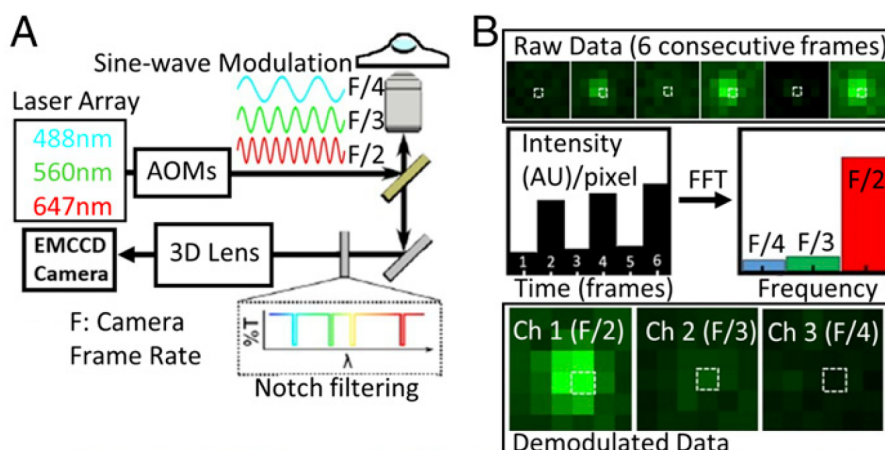 A
Sine-wave Modulation
F/4
F/3
F/2
Laser Array
488nm
560nm
647nm
AOMs
EMCCD
Camera
3D Lens
F: Camera
Frame Rate
%T
λ
Notch filtering
B
Raw Data (6 consecutive frames)
Intensity
(AU)/pixel
1 2 3 4 5 6
Time (frames)
FFT
F/4 F/3 F/2
Frequency
Ch 1 (F/2) Ch 2 (F/3) Ch 3 (F/4)
Demodulated Data